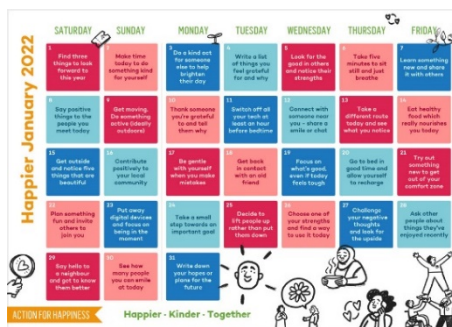 Happier January 2022
SATURDAY SUNDAY MONDAY TUESDAY WEDNESDAY THURSDAY FRIDAY
1
Find three
things to look
forward to
this year
2
Make time
today to do
something kind
for yourself
3
Do a kind act
for someone
else to help
brighten
their day
4
Write a list
of things you
feel grateful
for and why
5
Look for the
good in others
and notice their
strengths
6
Take five
minutes to sit
still and just
breathe
7
Learn something
new and share
it with others
8
Say positive
things to the
people you
meet today
9
Get moving.
Do something
active (ideally
outdoors)
10
Thank someone
you're grateful
to and tell
them why
11
Switch off all
your tech at
least an hour
before bedtime
12
Connect with
someone near
you - share a
smile or chat
13
Take a
different route
today and see
what you notice
14
Eat healthy
food which
really nourishes
you today
15
Get outside
and notice five
things that are
beautiful
16
Contribute
positively to
your local
community
17
Be gentle
with yourself
when you make
mistakes
18
Get back
in contact
with an old
friend
19
Focus on
what's good,
even if today
feels tough
20
Go to bed in
good time and
allow yourself
to recharge
21
Try out
something
new to get
out of your
comfort zone
22
Plan something
fun and invite
others to
join you
23
Put away
digital devices
and focus on
being in the
moment
24
Take a small
step towards an
important goal
25
Decide to
lift people up
rather than put
them down
26
Choose one of
your strengths
and find a way
to use it today
27
Challenge
your negative
thoughts
and look for
the upside
28
Ask other
people about
things they've
enjoyed recently
29
Say hello to
a neighbour
and get to know
them better
30
See how
many people
you can smile
at today
31
Write down
your hopes or
plans for the
future
ACTION FOR HAPPINESS
Happier · Kinder · Together